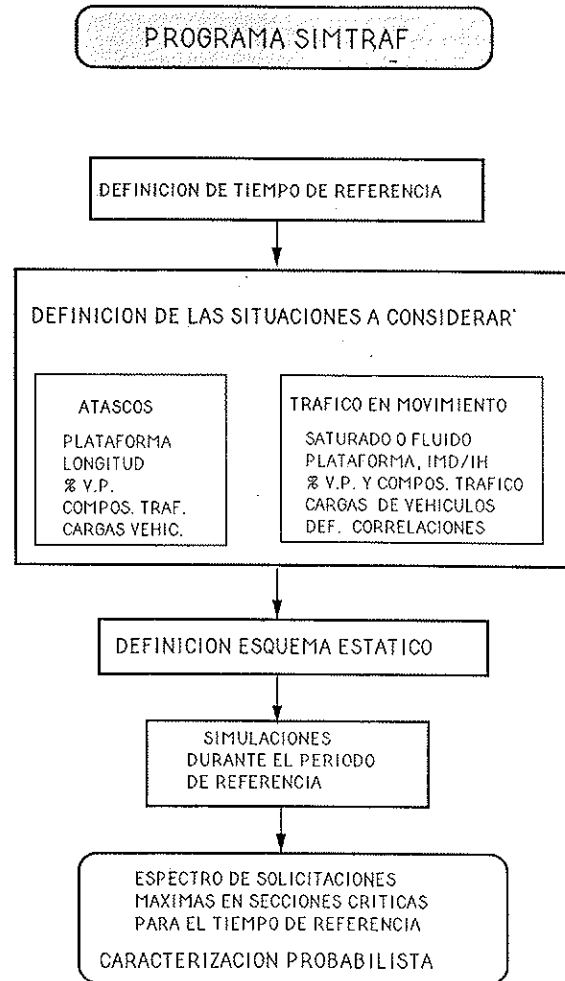 PROGRAMA SIMTRAF
DEFINICION DE TIEMPO DE REFERENCIA
DEFINICION DE LAS SITUACIONES A CONSIDERAR
ATASCOS
PLATAFORMA
LONGITUD
% V.P.
COMPOS. TRAF.
CARGAS VEHIC.
TRAFICO EN MOVIMIENTO
SATURADO O FLUIDO
PLATAFORMA, IMD/IH
% V.P. Y COMPOS. TRAFICO
CARGAS DE VEHICULOS
DEF. CORRELACIONES
DEFINICION ESQUEMA ESTATICO
SIMULACIONES
DURANTE EL PERIODO
DE REFERENCIA
ESPECTRO DE SOLICITACIONES
MAXIMAS EN SECCIONES CRITICAS
PARA EL TIEMPO DE REFERENCIA
CARACTERIZACION PROBABILISTA